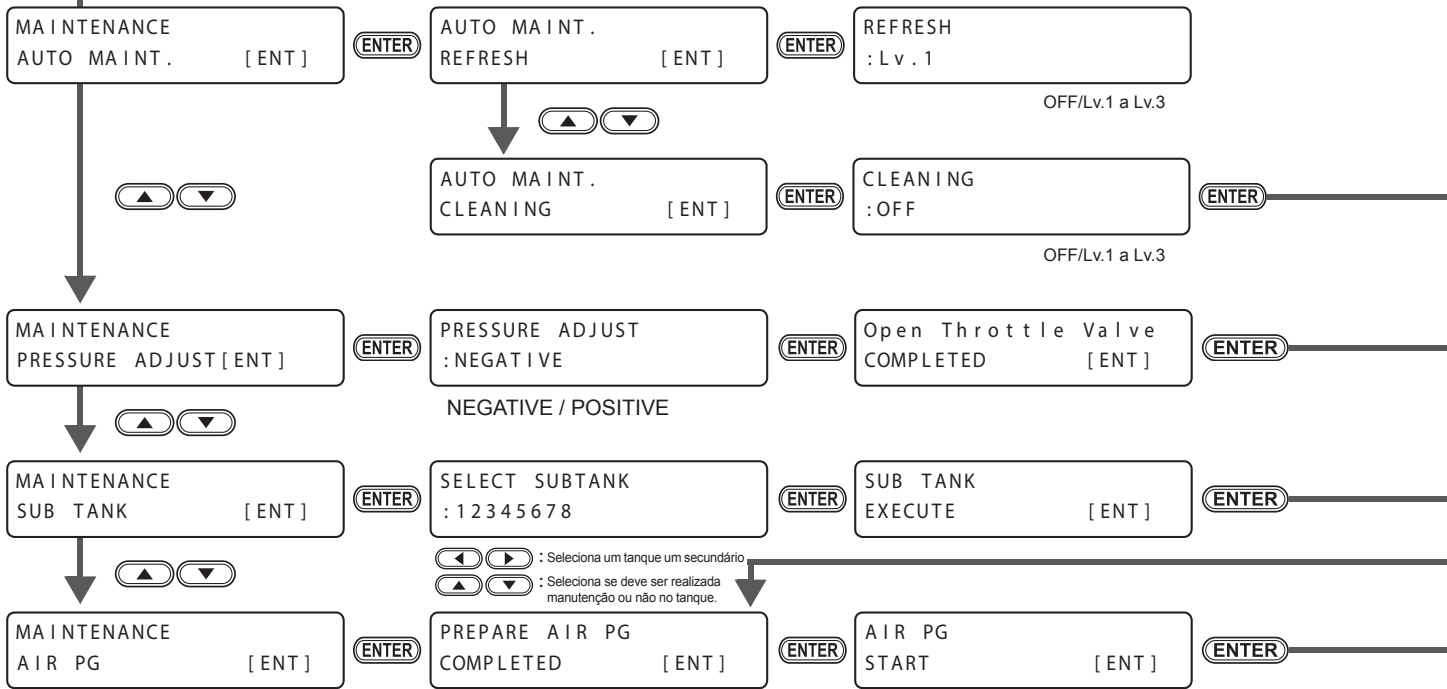 MAINTENANCE
AUTO MAINT. [ENT]
ENTER
AUTO MAINT.
REFRESH [ENT]
ENTER
REFRESH
:Lv.1
OFF/Lv.1 a Lv.3
AUTO MAINT.
CLEANING [ENT]
ENTER
CLEANING
:OFF
ENTER
OFF/Lv.1 a Lv.3
MAINTENANCE
PRESSURE ADJUST[ENT]
ENTER
PRESSURE ADJUST
:NEGATIVE
ENTER
Open Throttle Valve
COMPLETED [ENT]
ENTER
NEGATIVE / POSITIVE
MAINTENANCE
SUB TANK [ENT]
ENTER
SELECT SUBTANK
:12345678
ENTER
SUB TANK
EXECUTE [ENT]
ENTER
: Seleciona um tanque um secundário
: Seleciona se deve ser realizada
manutenção ou não no tanque.
MAINTENANCE
AIR PG [ENT]
ENTER
PREPARE AIR PG
COMPLETED [ENT]
ENTER
AIR PG
START [ENT]
ENTER